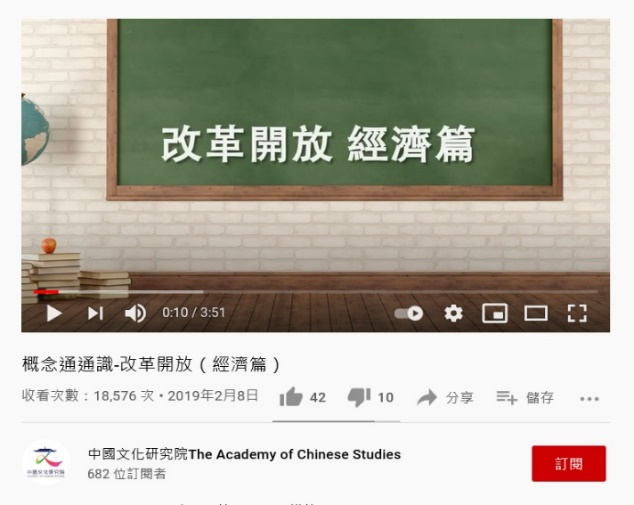 改革開放 經濟篇
0:10 / 3:51
概念通通識-改革開放（經濟篇）
收看次數：18,576 次 • 2019年2月8日 42 10 分享 儲存
中國文化研究院The Academy of Chinese Studies
682 位訂閱者
訂閱